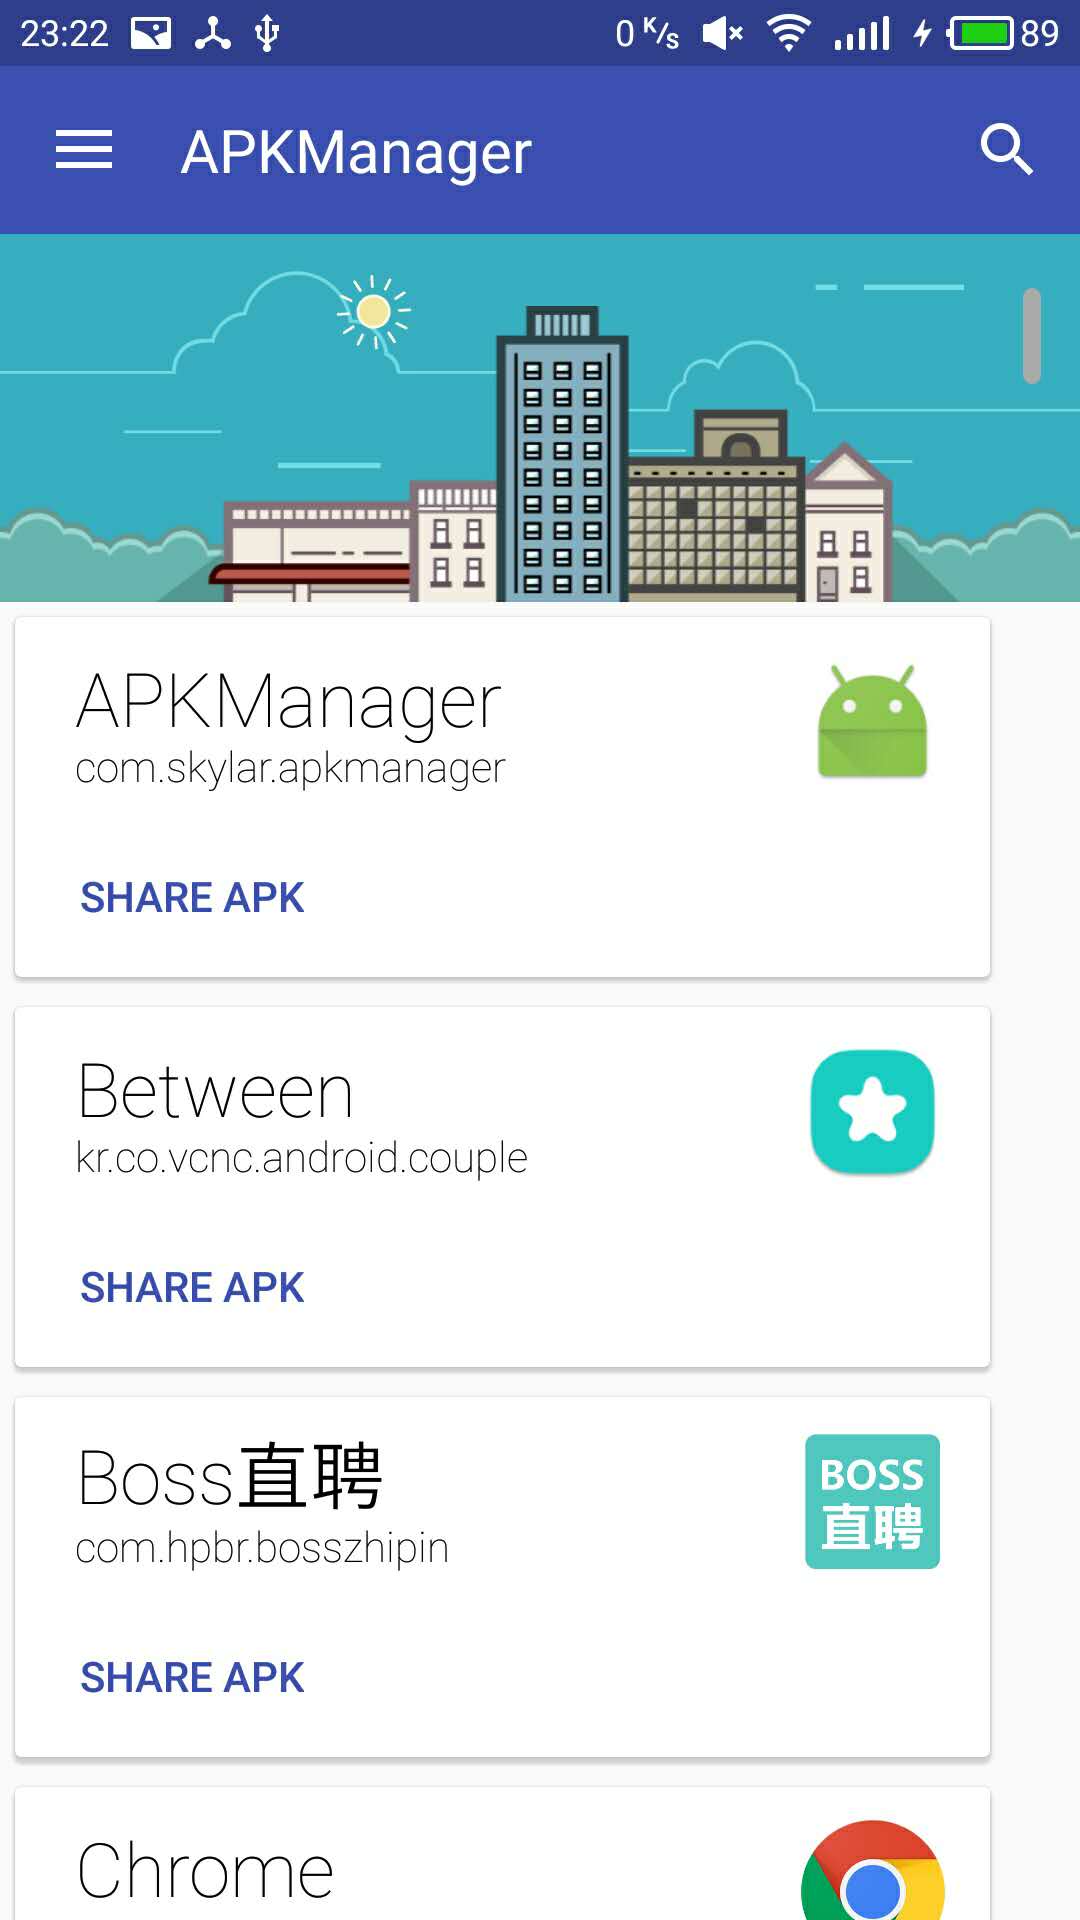 23:22 0 K/s 89
APKManager
APKManager
com.skylar.apkmanager
SHARE APK
Between
kr.co.vcnc.android.couple
SHARE APK
Boss直聘
BOSS
直聘
com.hpbr.bosszhipin
SHARE APK
Chrome